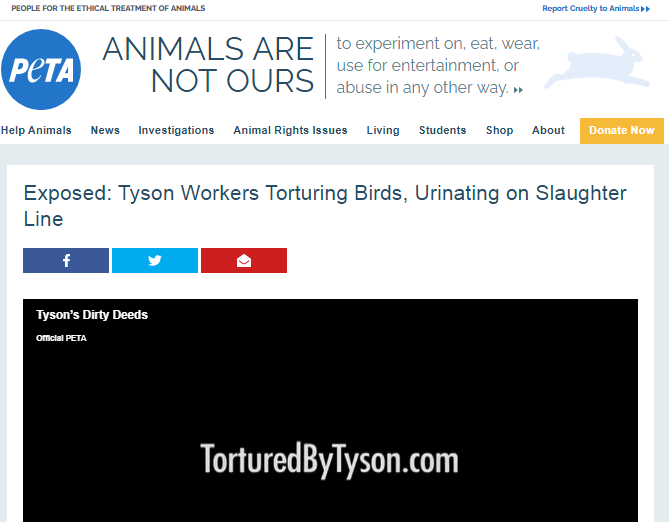 PEOPLE FOR THE ETHICAL TREATMENT OF ANIMALS
Report Cruelty to Animals
PETA
ANIMALS ARE
NOT OURS
to experiment on, eat, wear,
use for entertainment, or
abuse in any other way.
Help Animals News Investigations Animal Rights Issues Living Students Shop About Donate Now
Exposed: Tyson Workers Torturing Birds, Urinating on Slaughter
Line
Tyson's Dirty Deeds
Official PETA
TorturedByTyson.com